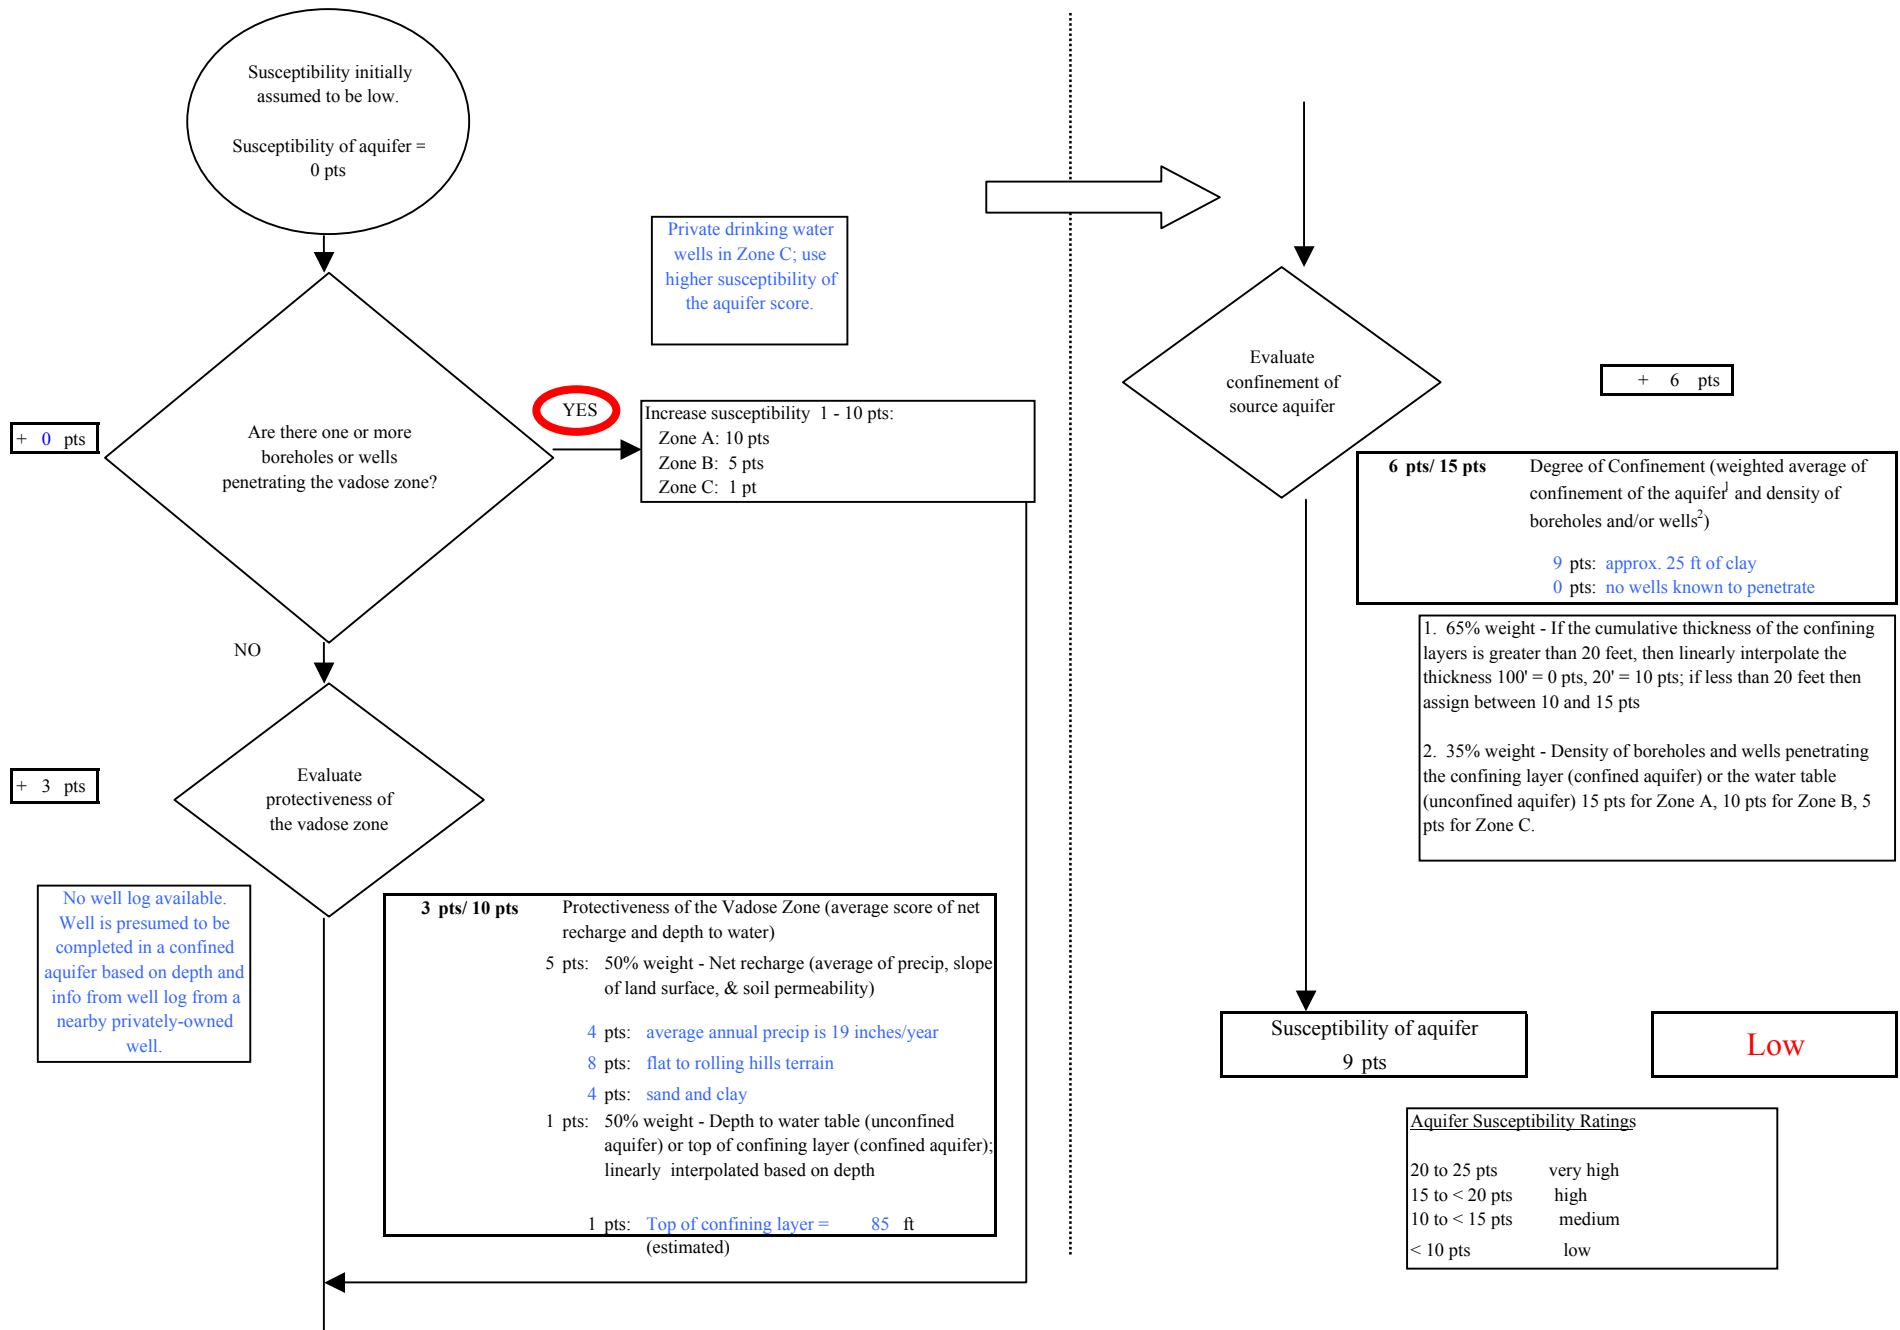 Susceptibility initially
assumed to be low.
Susceptibility of aquifer =
0 pts
Private drinking water
wells in Zone C; use
higher susceptibility of
the aquifer score.
+ 0 pts
Are there one or more
boreholes or wells
penetrating the vadose zone?
YES
Increase susceptibility 1 - 10 pts:
Zone A: 10 pts
Zone B: 5 pts
Zone C: 1 pt
NO
+ 3 pts
Evaluate
protectiveness of
the vadose zone
No well log available.
Well is presumed to be
completed in a confined
aquifer based on depth and
info from well log from a
nearby privately-owned
well.
3 pts/ 10 pts Protectiveness of the Vadose Zone (average score of net
recharge and depth to water)
5 pts: 50% weight - Net recharge (average of precip, slope
of land surface, & soil permeability)
4 pts: average annual precip is 19 inches/year
8 pts: flat to rolling hills terrain
4 pts: sand and clay
1 pts: 50% weight - Depth to water table (unconfined
aquifer) or top of confining layer (confined aquifer);
linearly interpolated based on depth
1 pts: Top of confining layer = 85 ft
(estimated)
Evaluate
confinement of
source aquifer
+ 6 pts
6 pts/ 15 pts Degree of Confinement (weighted average of
confinement of the aquifer1 and density of
boreholes and/or wells2)
9 pts: approx. 25 ft of clay
0 pts: no wells known to penetrate
1. 65% weight - If the cumulative thickness of the confining
layers is greater than 20 feet, then linearly interpolate the
thickness 100' = 0 pts, 20' = 10 pts; if less than 20 feet then
assign between 10 and 15 pts
2. 35% weight - Density of boreholes and wells penetrating
the confining layer (confined aquifer) or the water table
(unconfined aquifer) 15 pts for Zone A, 10 pts for Zone B, 5
pts for Zone C.
Susceptibility of aquifer
9 pts
Low
Aquifer Susceptibility Ratings
20 to 25 pts very high
15 to < 20 pts high
10 to < 15 pts medium
< 10 pts low